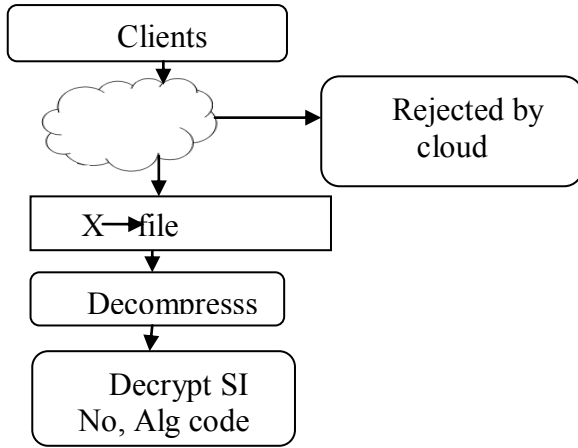 Clients
Rejected by
cloud
X file
Decompresss
Decrypt SI
No, Alg code